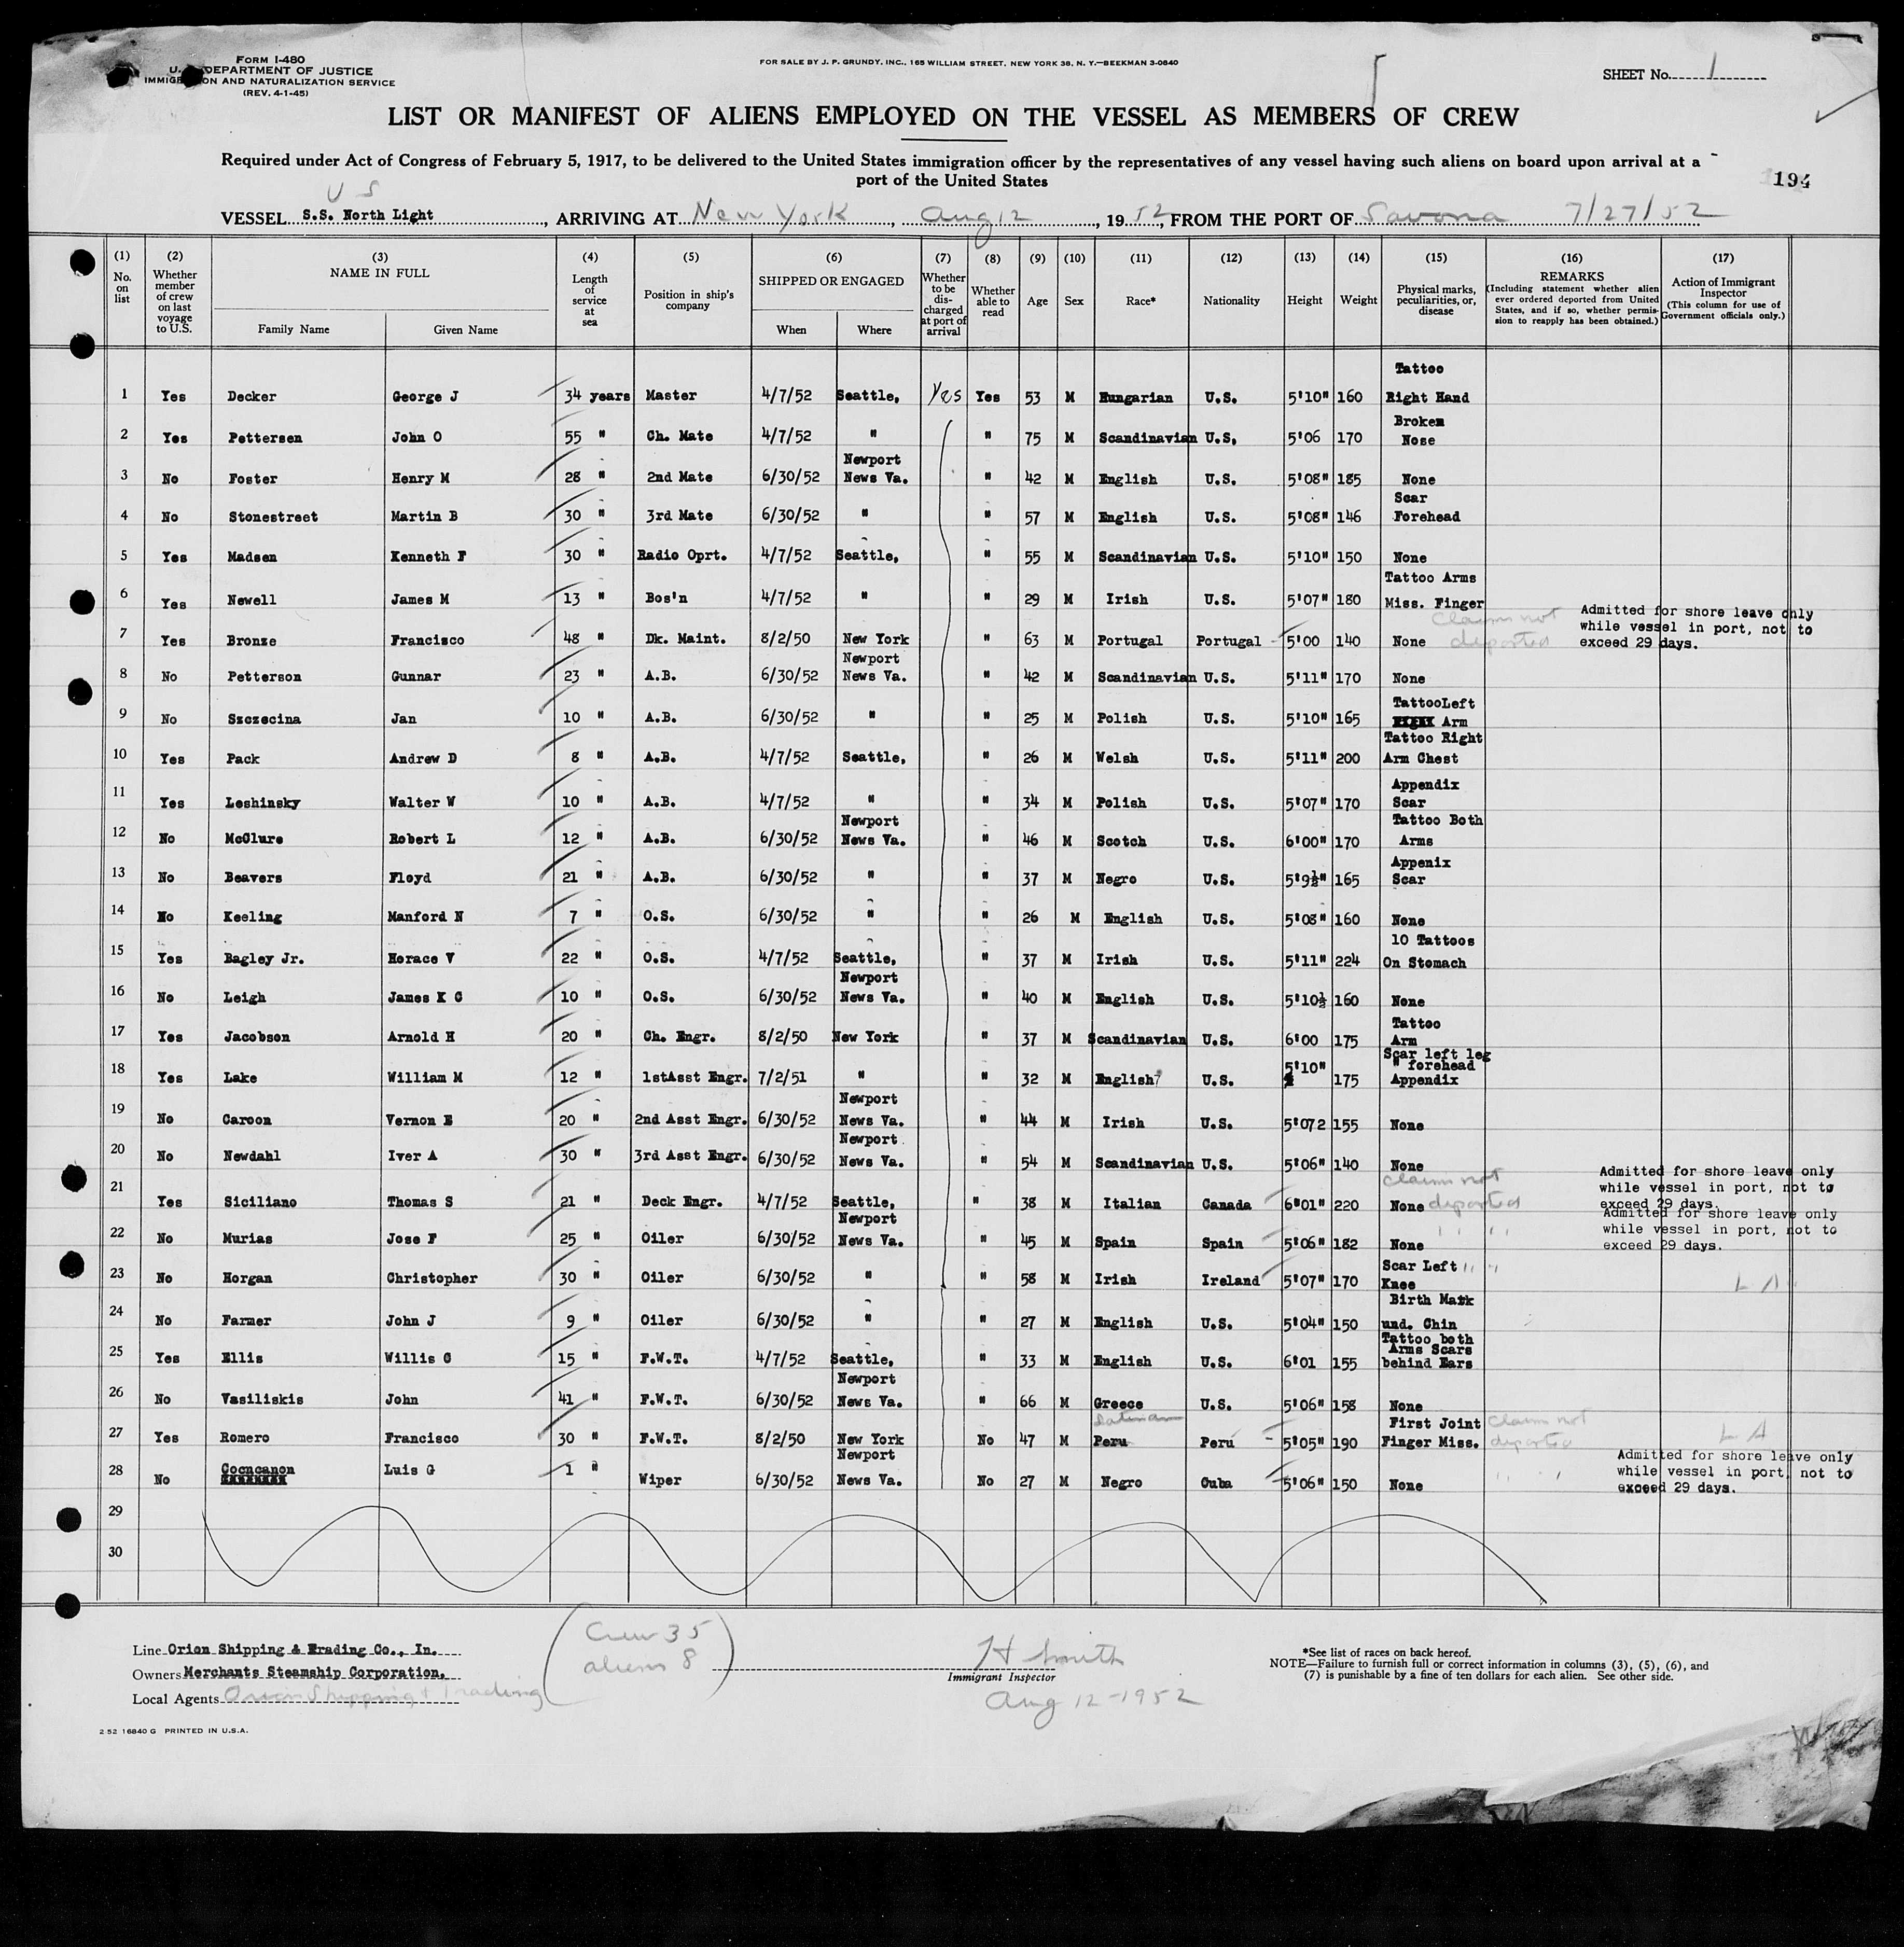 FORM I-480
U. S. DEPARTMENT OF JUSTICE
IMMIGRATION AND NATURALIZATION SERVICE
(REV. 4-1-45)
FOR SALE BY J. P. GRUNDY, INC., 165 WILLIAM STREET, NEW YORK 38, N. Y.—BEEKMAN 3-0840
SHEET No. 1
LIST OR MANIFEST OF ALIENS EMPLOYED ON THE VESSEL AS MEMBERS OF CREW
Required under Act of Congress of February 5, 1917, to be delivered to the United States immigration officer by the representatives of any vessel having such aliens on board upon arrival at a
port of the United States
194
U S
VESSEL S.S. North Light, ARRIVING AT New York, Aug 12, 1952, FROM THE PORT OF Savona 7/27/52
(1) (2) (3) (4) (5) (6) (7) (8) (9) (10) (11) (12) (13) (14) (15) (16) (17)
No. on list
Whether member of crew on last voyage to U.S.
NAME IN FULL
Family Name Given Name
Length of service at sea
Position in ship's company
SHIPPED OR ENGAGED
When Where
Whether to be discharged at port of arrival
Whether able to read
Age
Sex
Race*
Nationality
Height
Weight
Physical marks, peculiarities, or, disease
REMARKS
(Including statement whether alien ever ordered deported from United States, and if so, whether permission to reapply has been obtained.)
Action of Immigrant Inspector
(This column for use of Government officials only.)
1 Yes Decker George J 34 years Master 4/7/52 Seattle, Yes Yes 53 M Hungarian U.S. 5'10" 160 Tattoo Right Hand
2 Yes Pettersen John O 55 " Ch. Mate 4/7/52 " " 75 M Scandinavian U.S. 5'06 170 Broken Nose
3 No Foster Henry M 28 " 2nd Mate 6/30/52 Newport News Va. " 42 M English U.S. 5'08" 185 None
4 No Stonestreet Martin B 30 " 3rd Mate 6/30/52 " " 57 M English U.S. 5'08" 146 Scar Forehead
5 Yes Madsen Kenneth F 30 " Radio Oprt. 4/7/52 Seattle, " 55 M Scandinavian U.S. 5'10" 150 None
6 Yes Newell James M 13 " Bos'n 4/7/52 " " 29 M Irish U.S. 5'07" 180 Tattoo Arms Miss. Finger
7 Yes Bronze Francisco 48 " Dk. Maint. 8/2/50 New York " 63 M Portugal Portugal 5'00 140 None Claim not deported Admitted for shore leave only while vessel in port, not to exceed 29 days.
8 No Petterson Gunnar 23 " A.B. 6/30/52 Newport News Va. " 42 M Scandinavian U.S. 5'11" 170 None
9 No Szczecina Jan 10 " A.B. 6/30/52 " " 25 M Polish U.S. 5'10" 165 Tattoo Left Arm
10 Yes Pack Andrew D 8 " A.B. 4/7/52 Seattle, " 26 M Welsh U.S. 5'11" 200 Tattoo Right Arm Chest
11 Yes Leshinsky Walter W 10 " A.B. 4/7/52 " " 34 M Polish U.S. 5'07" 170 Appendix Scar
12 No McClure Robert L 12 " A.B. 6/30/52 Newport News Va. " 46 M Scotch U.S. 6'00" 170 Tattoo Both Arms
13 No Beavers Floyd 21 " A.B. 6/30/52 " " 37 M Negro U.S. 5'9½" 165 Appenix Scar
14 No Keeling Manford N 7 " O.S. 6/30/52 " " 26 M English U.S. 5'08" 160 None
15 Yes Bagley Jr. Horace V 22 " O.S. 4/7/52 Seattle, " 37 M Irish U.S. 5'11" 224 10 Tattoos On Stomach
16 No Leigh James K C 10 " O.S. 6/30/52 Newport News Va. " 40 M English U.S. 5'10½ 160 None
17 Yes Jacobson Arnold H 20 " Ch. Engr. 8/2/50 New York " 37 M Scandinavian U.S. 6'00 175 Tattoo Arm
18 Yes Lake William M 12 " 1stAsst Engr. 7/2/51 " " 32 M English U.S. 5'10" 175 Scar left leg " forehead Appendix
19 No Caroon Vernon E 20 " 2nd Asst Engr. 6/30/52 Newport News Va. " 44 M Irish U.S. 5'072 155 None
20 No Newdahl Iver A 30 " 3rd Asst Engr. 6/30/52 Newport News Va. " 54 M Scandinavian U.S. 5'06" 140 None
21 Yes Siciliano Thomas S 21 " Deck Engr. 4/7/52 Seattle, " 38 M Italian Canada 6'01" 220 None Claim not deported Admitted for shore leave only while vessel in port, not to exceed 29 days.
22 No Murias Jose F 25 " Oiler 6/30/52 Newport News Va. " 45 M Spain Spain 5'06" 182 None " " Admitted for shore leave only while vessel in port, not to exceed 29 days.
23 No Horgan Christopher 30 " Oiler 6/30/52 " " 58 M Irish Ireland 5'07" 170 Scar Left Knee " " L A
24 No Farmer John J 9 " Oiler 6/30/52 " " 27 M English U.S. 5'04" 150 Birth Mark und. Chin
25 Yes Ellis Willis G 15 " F.W.T. 4/7/52 Seattle, " 33 M English U.S. 6'01 155 Tattoo both Arms Scars behind Ears
26 No Vasiliskis John 41 " F.W.T. 6/30/52 Newport News Va. " 66 M Greece U.S. 5'06" 158 None
27 Yes Romero Francisco 30 " F.W.T. 8/2/50 New York No 47 M Peru Peru 5'05" 190 First Joint Finger Miss. Claim not deported L A
28 No Cocncanon Luis G 1 " Wiper 6/30/52 Newport News Va. No 27 M Negro Cuba 5'06" 150 None " " Admitted for shore leave only while vessel in port, not to exceed 29 days.
29
30
Line Orion Shipping & Trading Co., In.
Owners Merchants Steamship Corporation.
Local Agents Orion Shipping & Trading
Crew 35
aliens 8
H Smith
Immigrant Inspector
Aug 12-1952
*See list of races on back hereof.
NOTE—Failure to furnish full or correct information in columns (3), (5), (6), and
(7) is punishable by a fine of ten dollars for each alien. See other side.
2 52 16840 G PRINTED IN U.S.A.